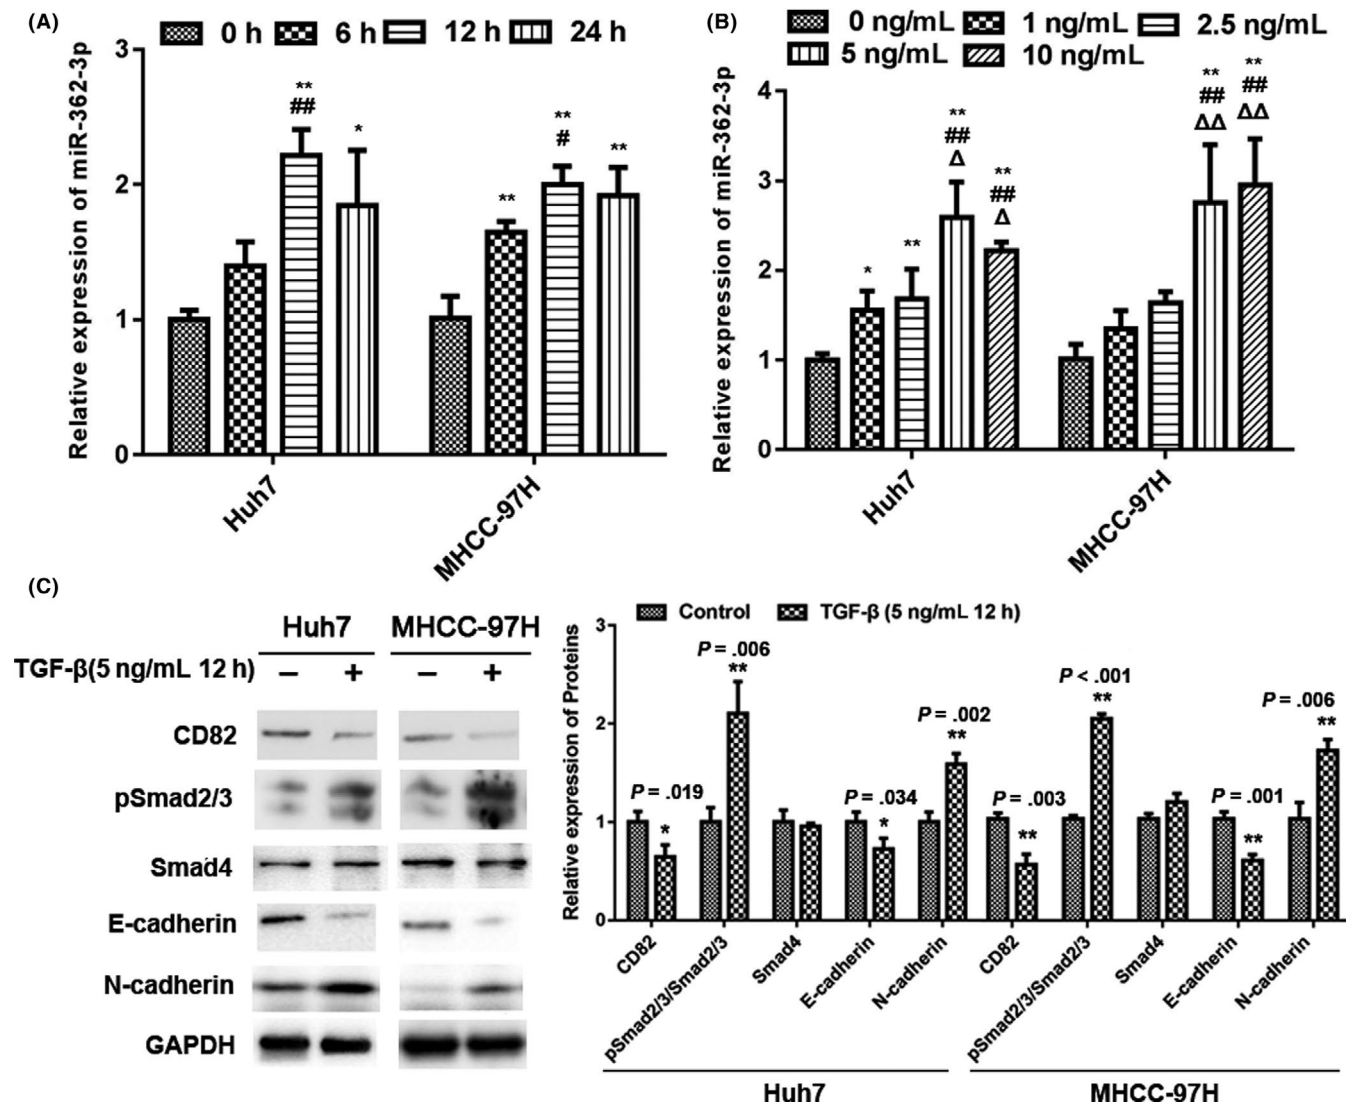 (A)
0 h 6 h 12 h 24 h
Relative expression of miR-362-3p
3
2
1
0
**
##
*
**
**
#
**
Huh7
MHCC-97H
(B)
0 ng/mL 1 ng/mL 2.5 ng/mL
5 ng/mL 10 ng/mL
Relative expression of miR-362-3p
4
3
2
1
0
*
**
**
##
Δ
**
##
Δ
**
##
ΔΔ
**
##
ΔΔ
Huh7
MHCC-97H
(C)
Huh7 MHCC-97H
TGF-β(5 ng/mL 12 h) − + − +
CD82
pSmad2/3
Smad4
E-cadherin
N-cadherin
GAPDH
Control TGF-β (5 ng/mL 12 h)
Relative expression of Proteins
3
2
1
0
P = .019
*
P = .006
**
P = .034
*
P = .002
**
P = .003
**
P < .001
**
P = .001
**
P = .006
**
CD82
pSmad2/3/Smad2/3
Smad4
E-cadherin
N-cadherin
CD82
pSmad2/3/Smad2/3
Smad4
E-cadherin
N-cadherin
Huh7
MHCC-97H